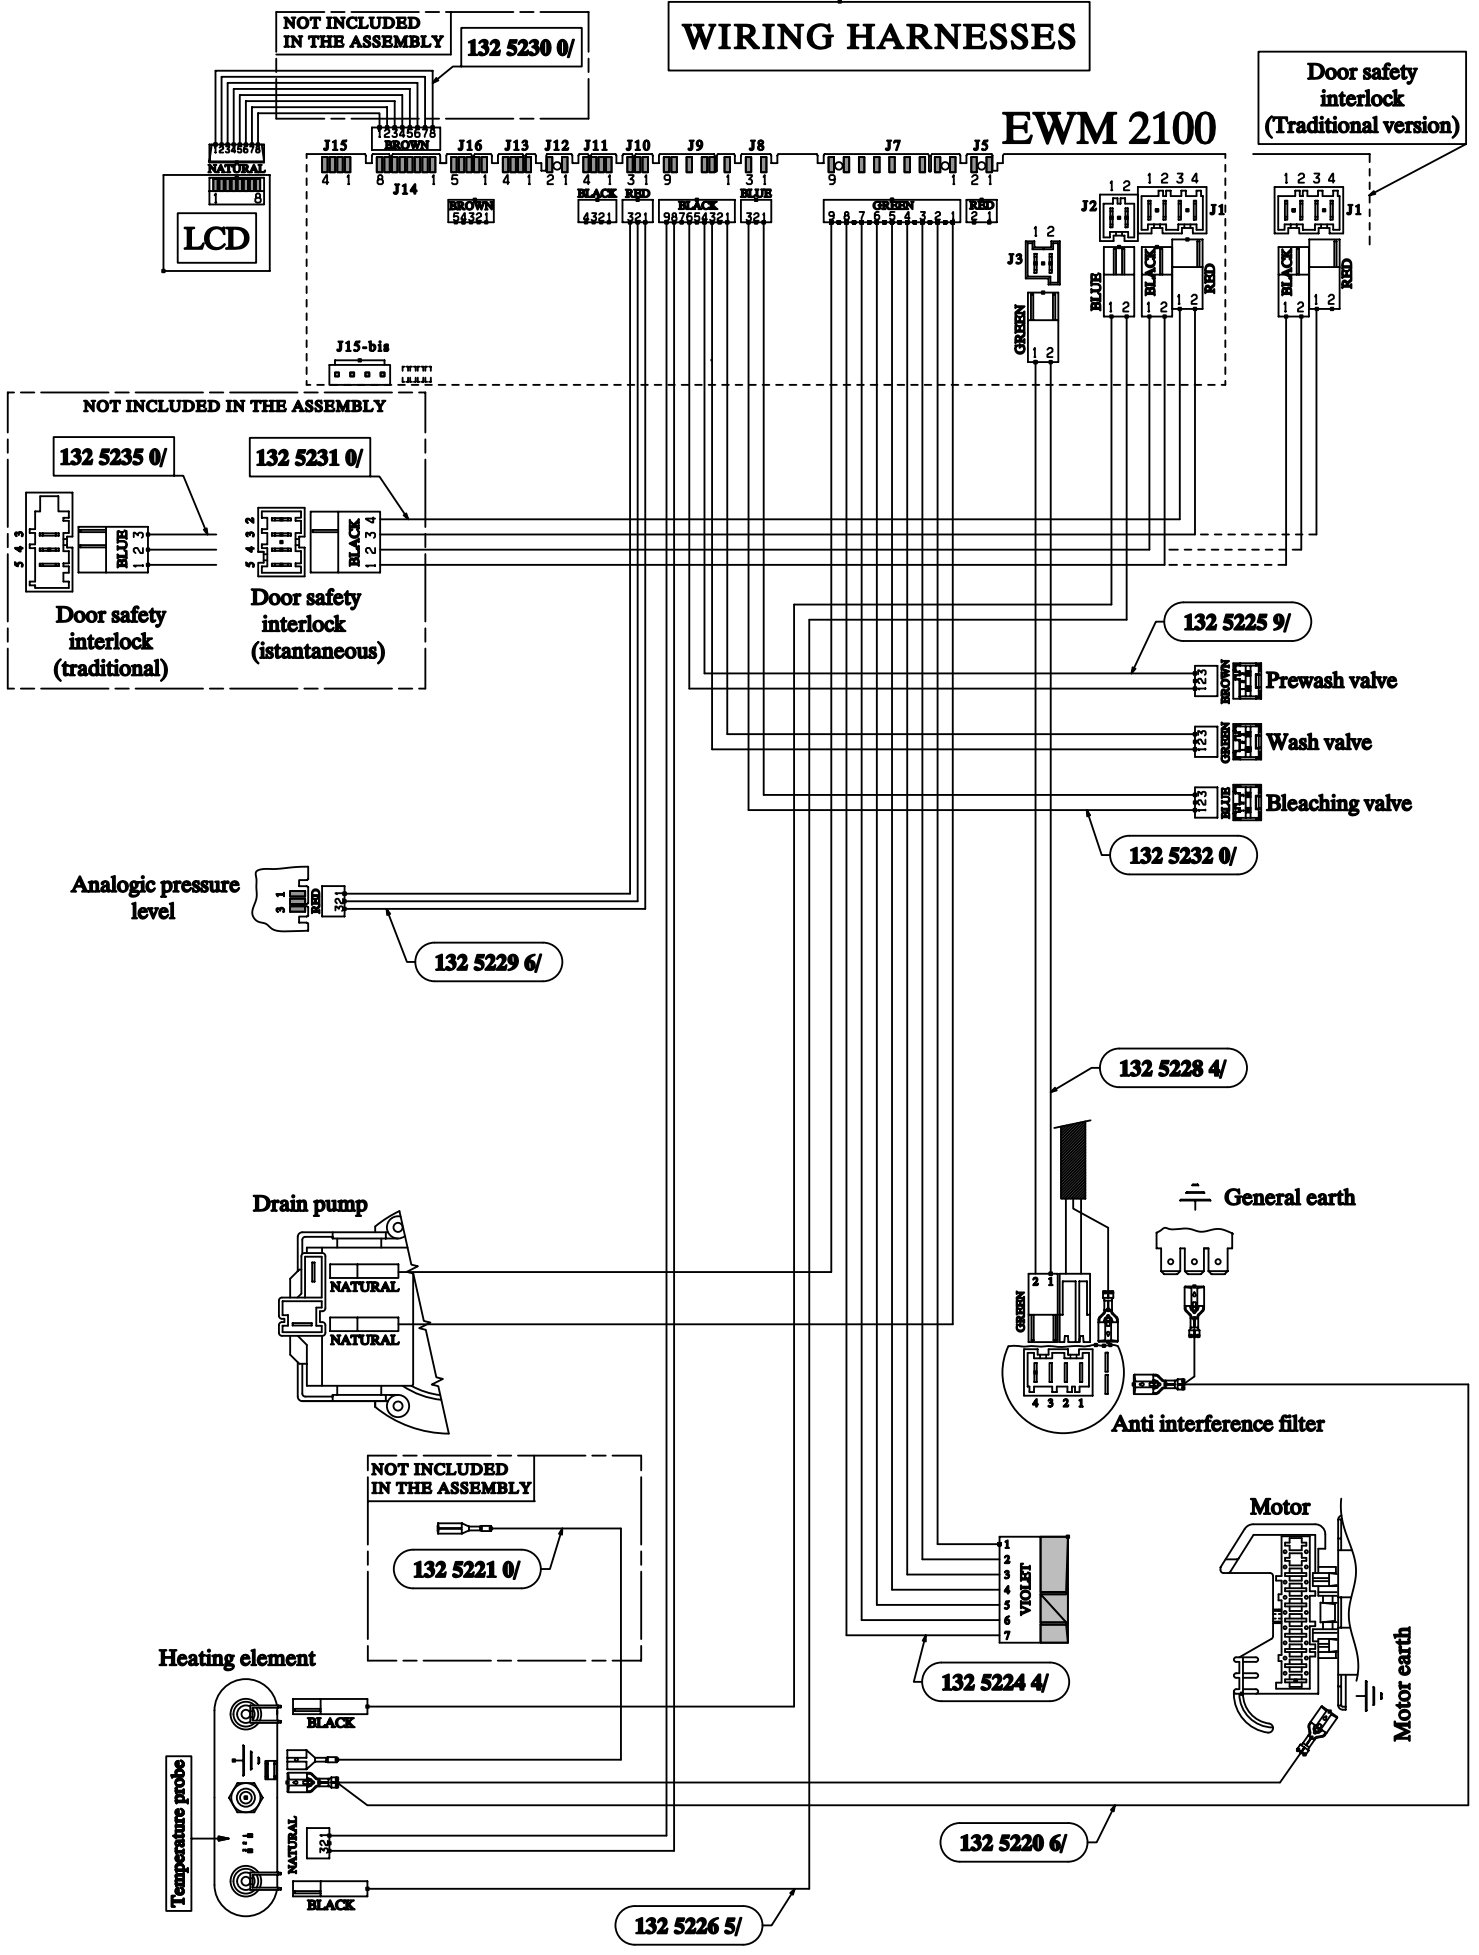 WIRING HARNESSES
NOT INCLUDED
IN THE ASSEMBLY
132 5230 0/
Door safety
interlock
(Traditional version)
EWM 2100
12345678
BROWN
12345678
NATURAL
1 8
LCD
J15
4 1
8 1
J14
J16
5 1
BROWN
54321
J13
4 1
J12
2 1
J11
4 1
BLACK
4321
J10
3 1
RED
321
J9
9 1
BLACK
987654321
J8
3 1
BLUE
321
J7
9 1
GREEN
9 8 7 6 5 4 3 2 1
J5
2 1
RED
2 1
1 2
J3
GREEN
1 2
1 2
J2
BLUE
1 2
1 2 3 4
J1
BLACK
1 2
RED
1 2
1 2 3 4
J1
BLACK
1 2
RED
1 2
J15-bis
NOT INCLUDED IN THE ASSEMBLY
132 5235 0/
132 5231 0/
3
4
5
BLUE
3
2
1
2
3
4
5
BLACK
4
3
2
1
Door safety
interlock
(traditional)
Door safety
interlock
(istantaneous)
132 5225 9/
123
BROWN
Prewash valve
123
GREEN
Wash valve
123
BLUE
Bleaching valve
132 5232 0/
Analogic pressure
level
1
3
RED
321
132 5229 6/
132 5228 4/
Drain pump
NATURAL
NATURAL
General earth
2 1
GREEN
4 3 2 1
Anti interference filter
NOT INCLUDED
IN THE ASSEMBLY
132 5221 0/
1
2
3
4
5
6
7
VIOLET
132 5224 4/
Motor
Motor earth
Heating element
BLACK
Temperature probe
NATURAL
321
BLACK
132 5220 6/
132 5226 5/